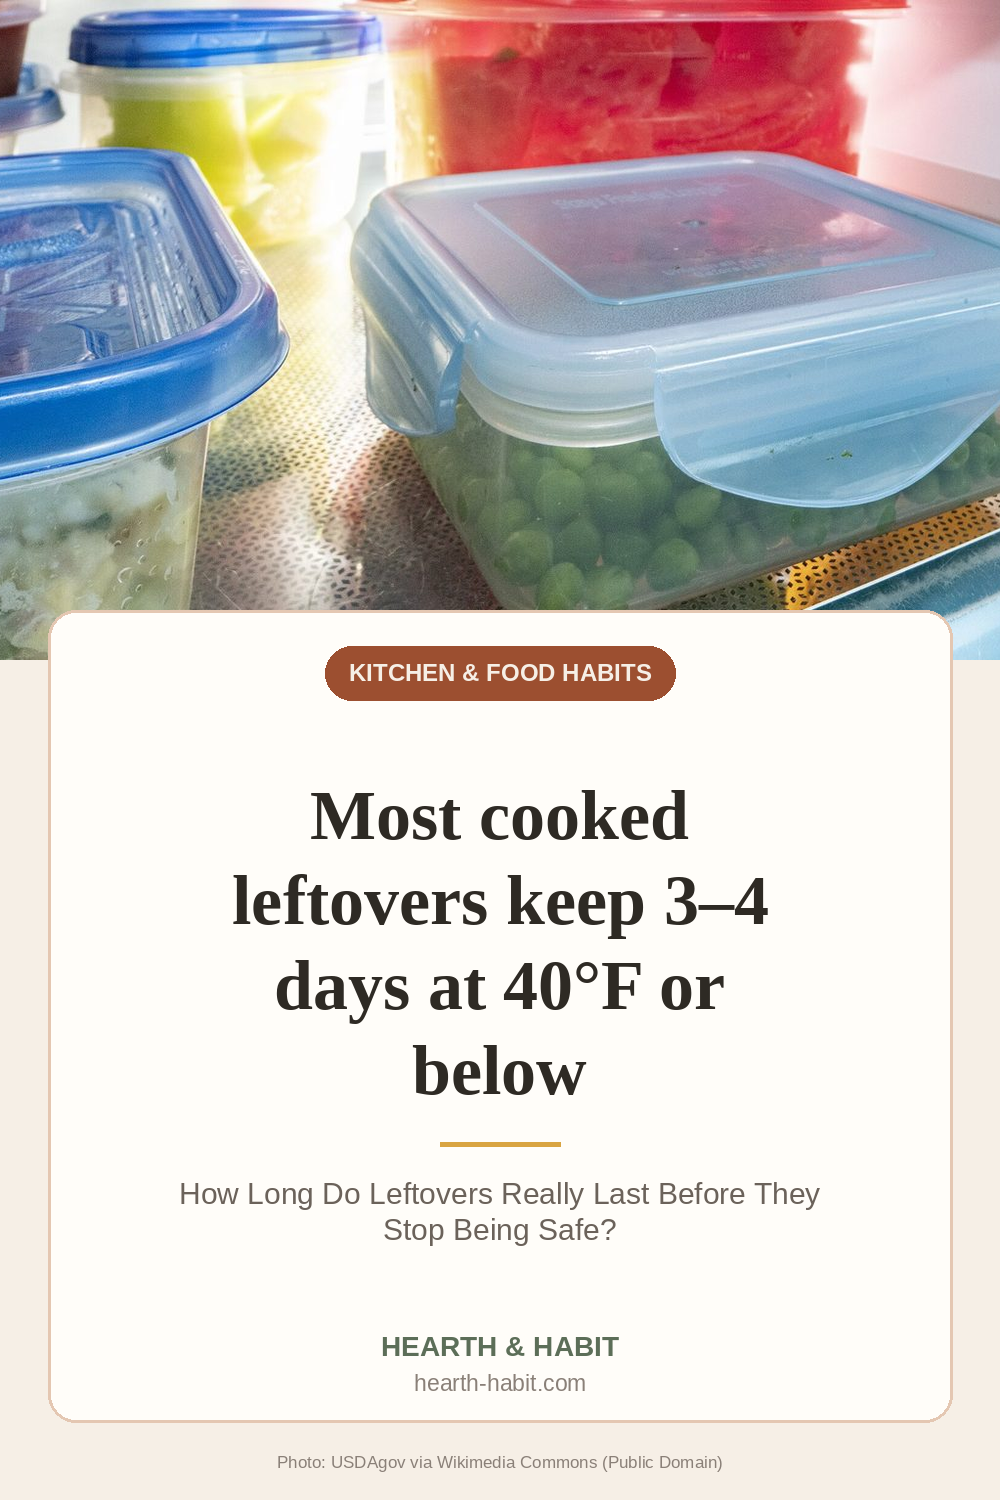 KITCHEN & FOOD HABITS
Most cooked
leftovers keep 3–4
days at 40°F or
below
How Long Do Leftovers Really Last Before They
Stop Being Safe?
HEARTH & HABIT
hearth-habit.com
Photo: USDAgov via Wikimedia Commons (Public Domain)